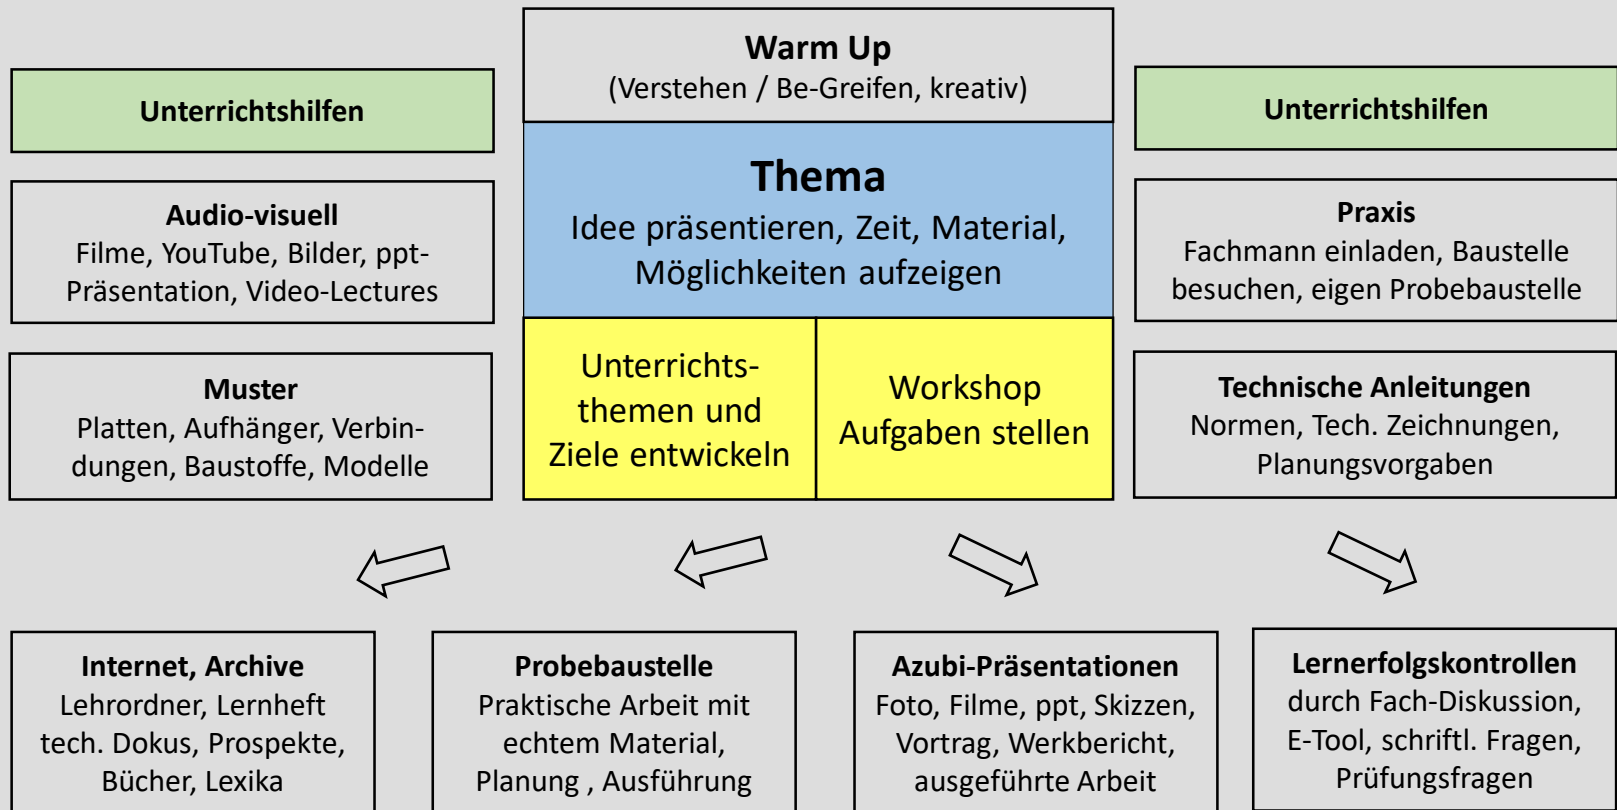 Warm Up
(Verstehen / Be-Greifen, kreativ)
Unterrichtshilfen
Unterrichtshilfen
Thema
Idee präsentieren, Zeit, Material,
Möglichkeiten aufzeigen
Audio-visuell
Filme, YouTube, Bilder, ppt-
Präsentation, Video-Lectures
Praxis
Fachmann einladen, Baustelle
besuchen, eigen Probebaustelle
Muster
Platten, Aufhänger, Verbin-
dungen, Baustoffe, Modelle
Unterrichts-
themen und
Ziele entwickeln
Workshop
Aufgaben stellen
Technische Anleitungen
Normen, Tech. Zeichnungen,
Planungsvorgaben
Internet, Archive
Lehrordner, Lernheft
tech. Dokus, Prospekte,
Bücher, Lexika
Probebaustelle
Praktische Arbeit mit
echtem Material,
Planung , Ausführung
Azubi-Präsentationen
Foto, Filme, ppt, Skizzen,
Vortrag, Werkbericht,
ausgeführte Arbeit
Lernerfolgskontrollen
durch Fach-Diskussion,
E-Tool, schriftl. Fragen,
Prüfungsfragen